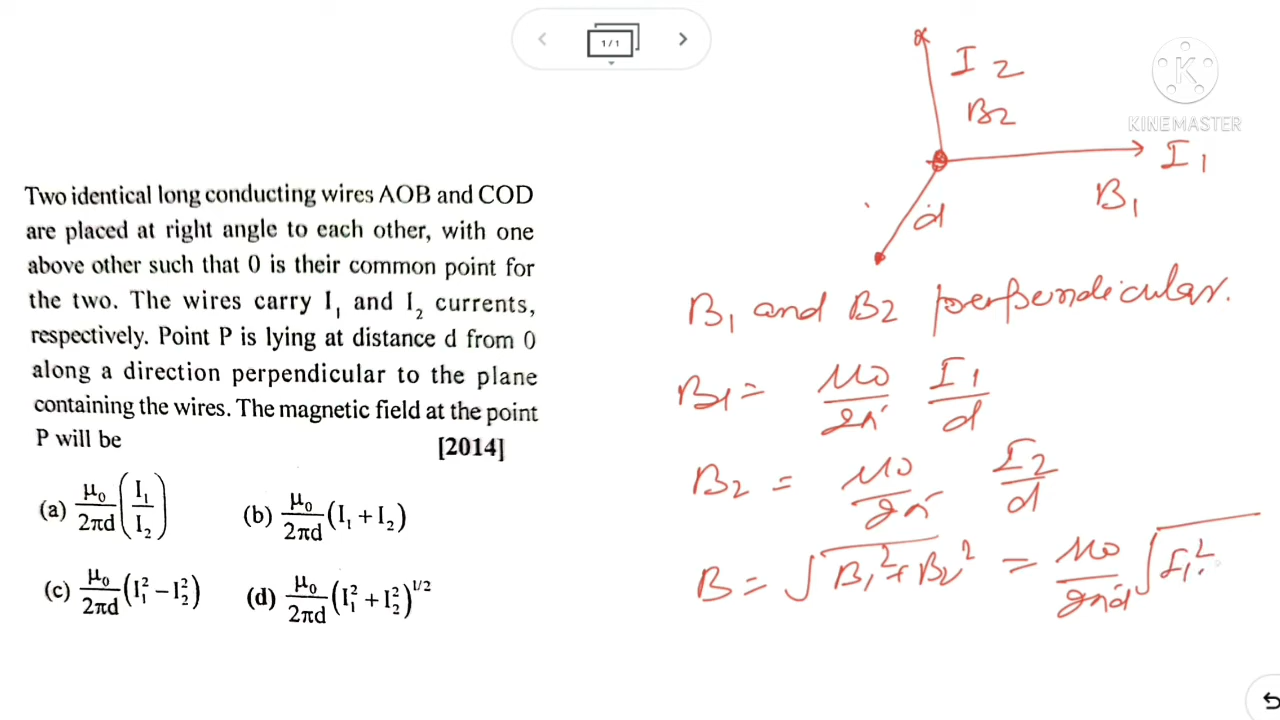 1 / 1
KINEMASTER
Two identical long conducting wires AOB and COD
are placed at right angle to each other, with one
above other such that 0 is their common point for
the two. The wires carry I₁ and I₂ currents,
respectively. Point P is lying at distance d from 0
along a direction perpendicular to the plane
containing the wires. The magnetic field at the point
P will be [2014]
(a) μ₀/2πd (I₁/I₂) (b) μ₀/2πd (I₁ + I₂)
(c) μ₀/2πd (I₁² − I₂²) (d) μ₀/2πd (I₁² + I₂²)^1/2
I 2
B2
I1
B1
d
B1 and B2 perpendicular.
B1 = μ0/2π I1/d
B2 = μ0/2π I2/d
B = √B1² + B2² = μ0/2πd √I1²